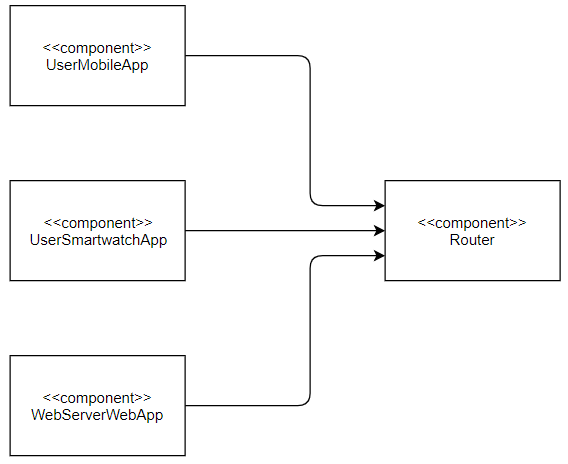 <<component>>
UserMobileApp
<<component>>
UserSmartwatchApp
<<component>>
Router
<<component>>
WebServerWebApp